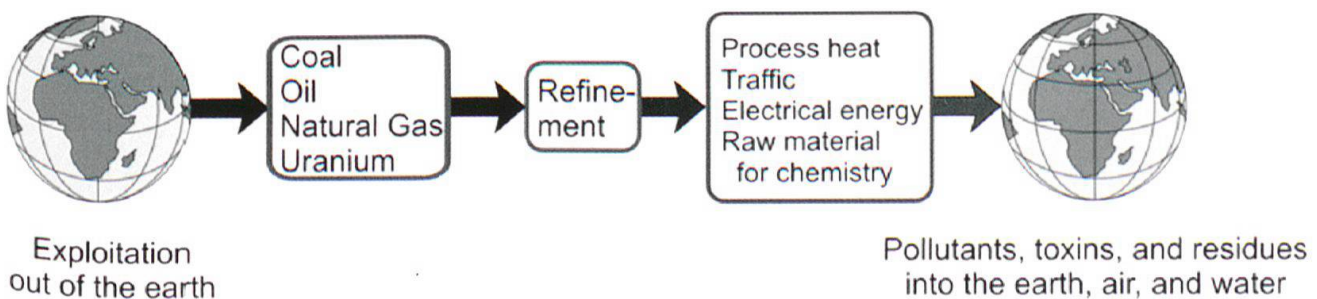 Coal
Oil
Natural Gas
Uranium
Refine-
ment
Process heat
Traffic
Electrical energy
Raw material
for chemistry
Exploitation
out of the earth
Pollutants, toxins, and residues
into the earth, air, and water